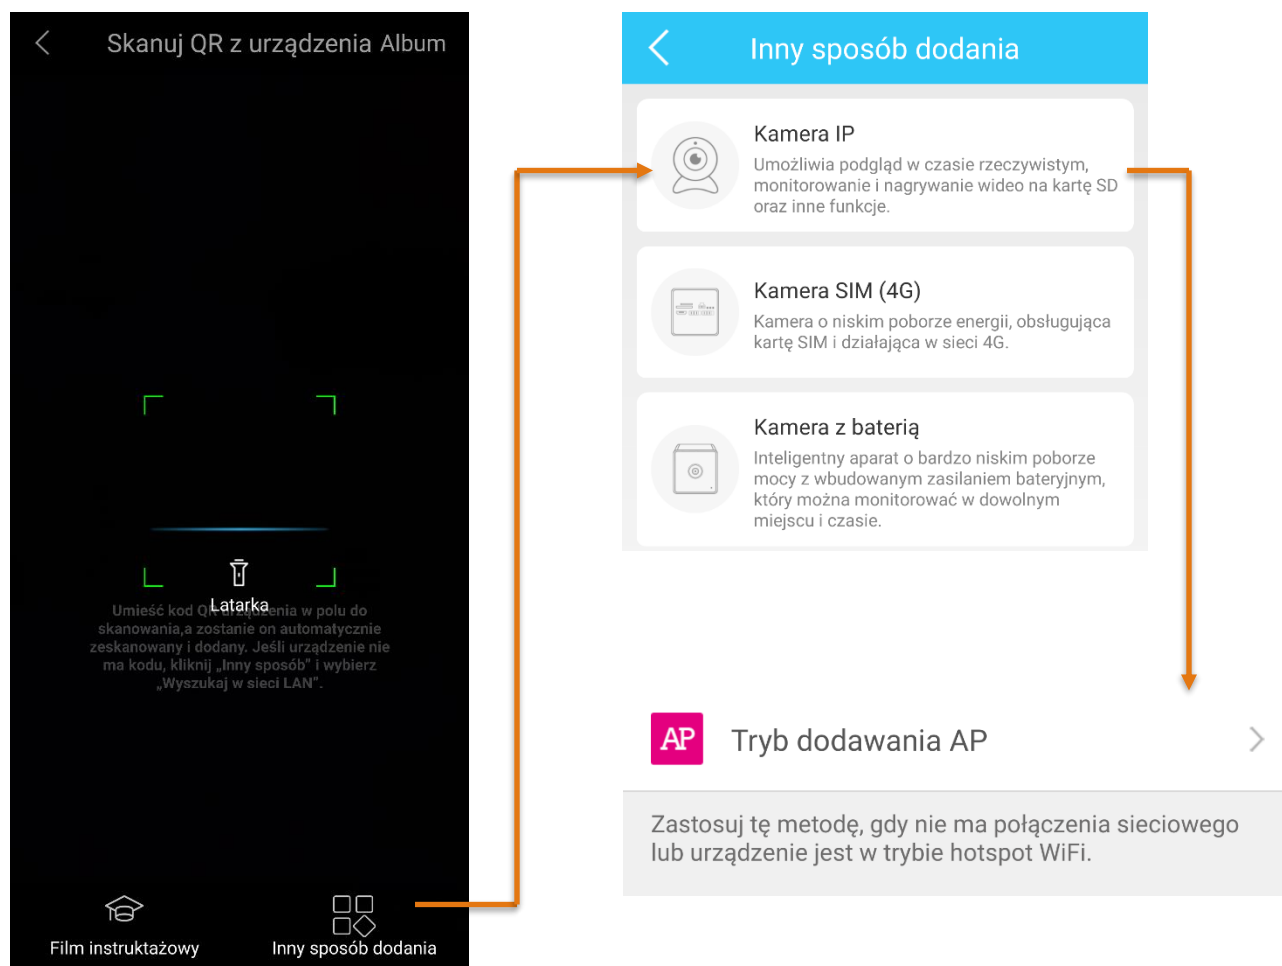 Skanuj QR z urządzenia Album
Latarka
Umieść kod QR urządzenia w polu do
skanowania,a zostanie on automatycznie
zeskanowany i dodany. Jeśli urządzenie nie
ma kodu, kliknij „Inny sposób" i wybierz
„Wyszukaj w sieci LAN".
Film instruktażowy
Inny sposób dodania
Inny sposób dodania
Kamera IP
Umożliwia podgląd w czasie rzeczywistym,
monitorowanie i nagrywanie wideo na kartę SD
oraz inne funkcje.
Kamera SIM (4G)
Kamera o niskim poborze energii, obsługująca
kartę SIM i działająca w sieci 4G.
Kamera z baterią
Inteligentny aparat o bardzo niskim poborze
mocy z wbudowanym zasilaniem bateryjnym,
który można monitorować w dowolnym
miejscu i czasie.
AP Tryb dodawania AP
Zastosuj tę metodę, gdy nie ma połączenia sieciowego
lub urządzenie jest w trybie hotspot WiFi.